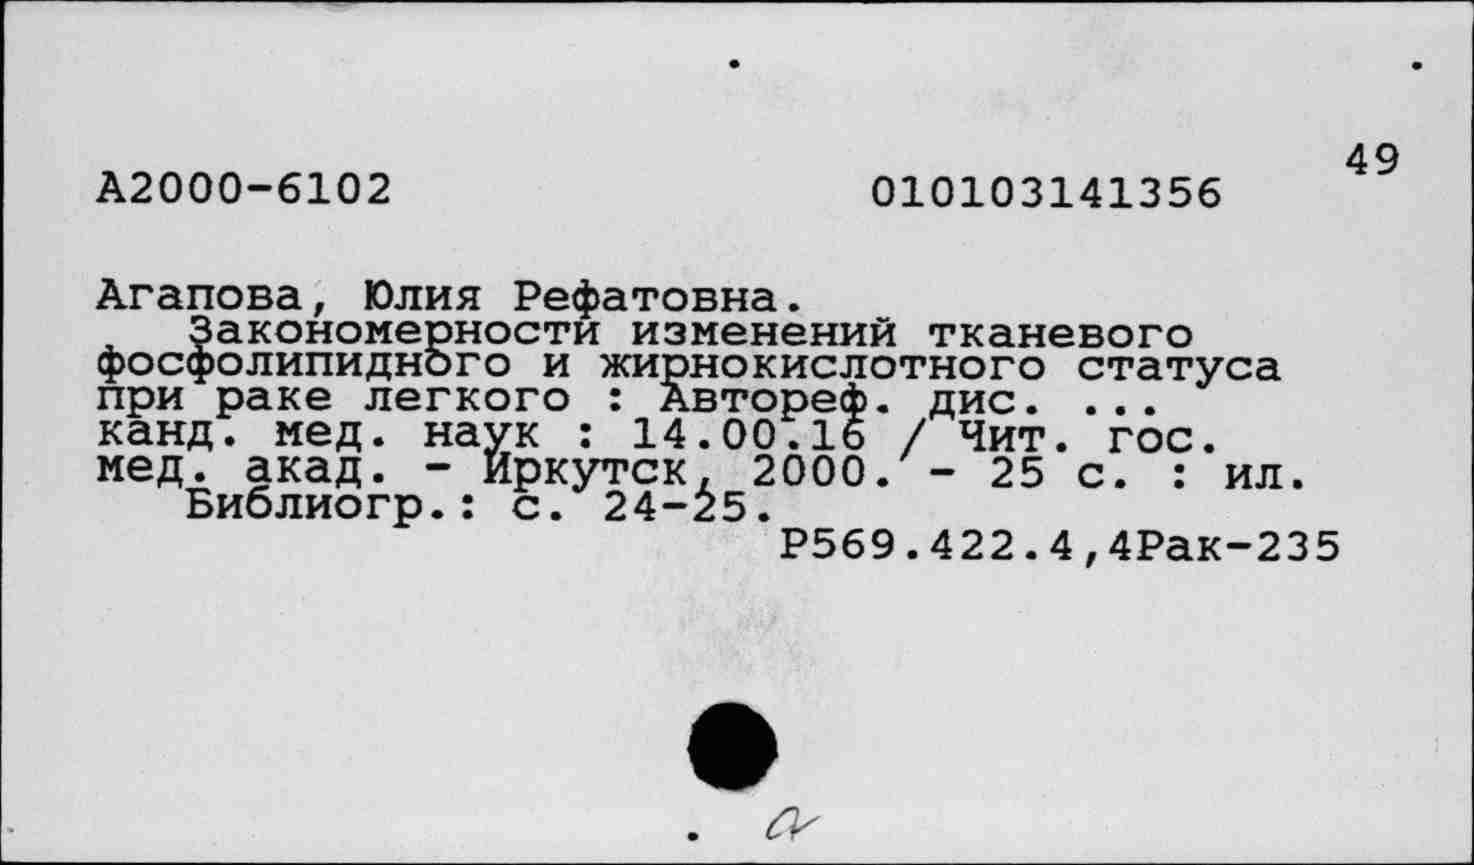 49
А2000-6102 010103141356
Агапова, Юлия Рефатовна.
Закономерности изменений тканевого
фосфолипидного и жирнокислотного статуса
при раке легкого : Автореф. дис. ...
канд. мед. наук : 14.00.16 / Чит. гос.
мед. акад. - Иркутск, 2000. - 25 с. : ил.
Библиогр.: с. 24-25.
Р569.422.4,4Рак-235